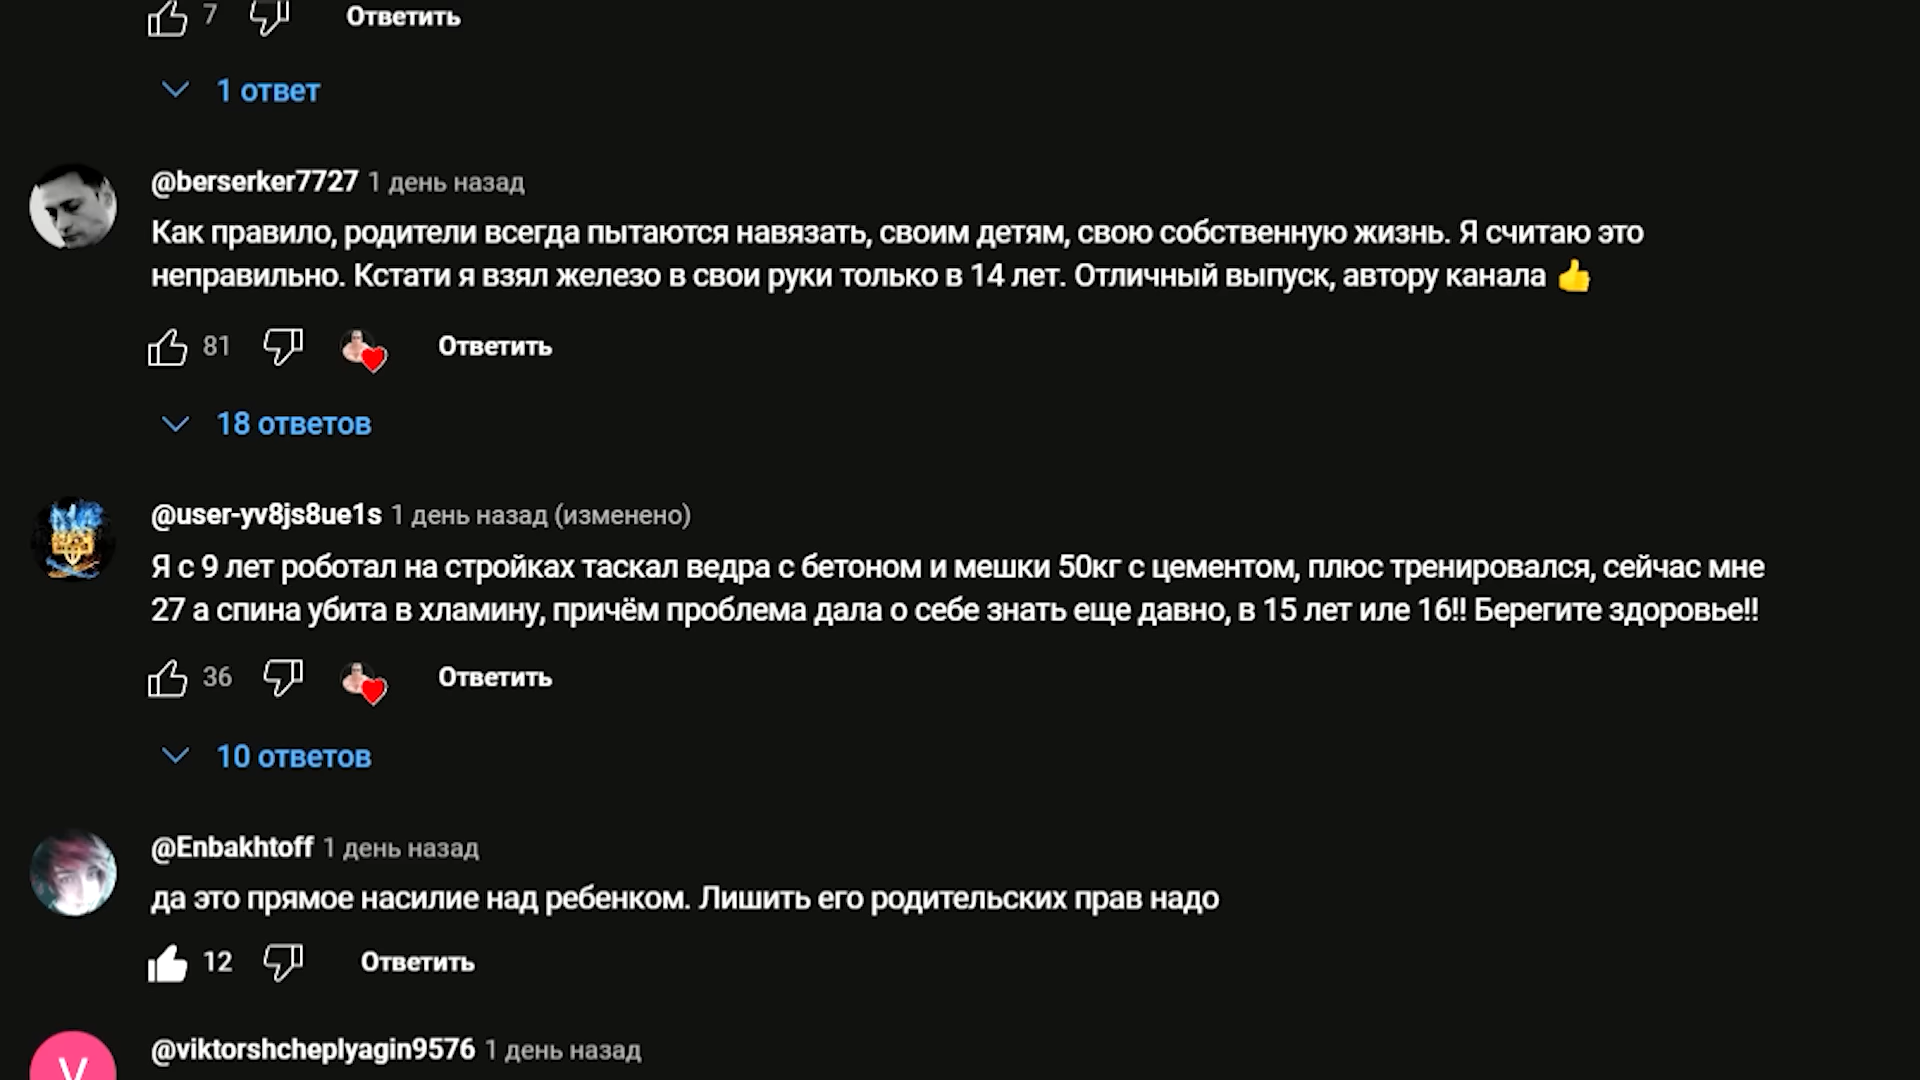 7 Ответить
1 ответ
@berserker7727 1 день назад
Как правило, родители всегда пытаются навязать, своим детям, свою собственную жизнь. Я считаю это
неправильно. Кстати я взял железо в свои руки только в 14 лет. Отличный выпуск, автору канала 👍
81 Ответить
18 ответов
@user-yv8js8ue1s 1 день назад (изменено)
Я с 9 лет роботал на стройках таскал ведра с бетоном и мешки 50кг с цементом, плюс тренировался, сейчас мне
27 а спина убита в хламину, причём проблема дала о себе знать еще давно, в 15 лет иле 16!! Берегите здоровье!!
36 Ответить
10 ответов
@Enbakhtoff 1 день назад
да это прямое насилие над ребенком. Лишить его родительских прав надо
12 Ответить
@viktorshcheplyagin9576 1 день назад
V